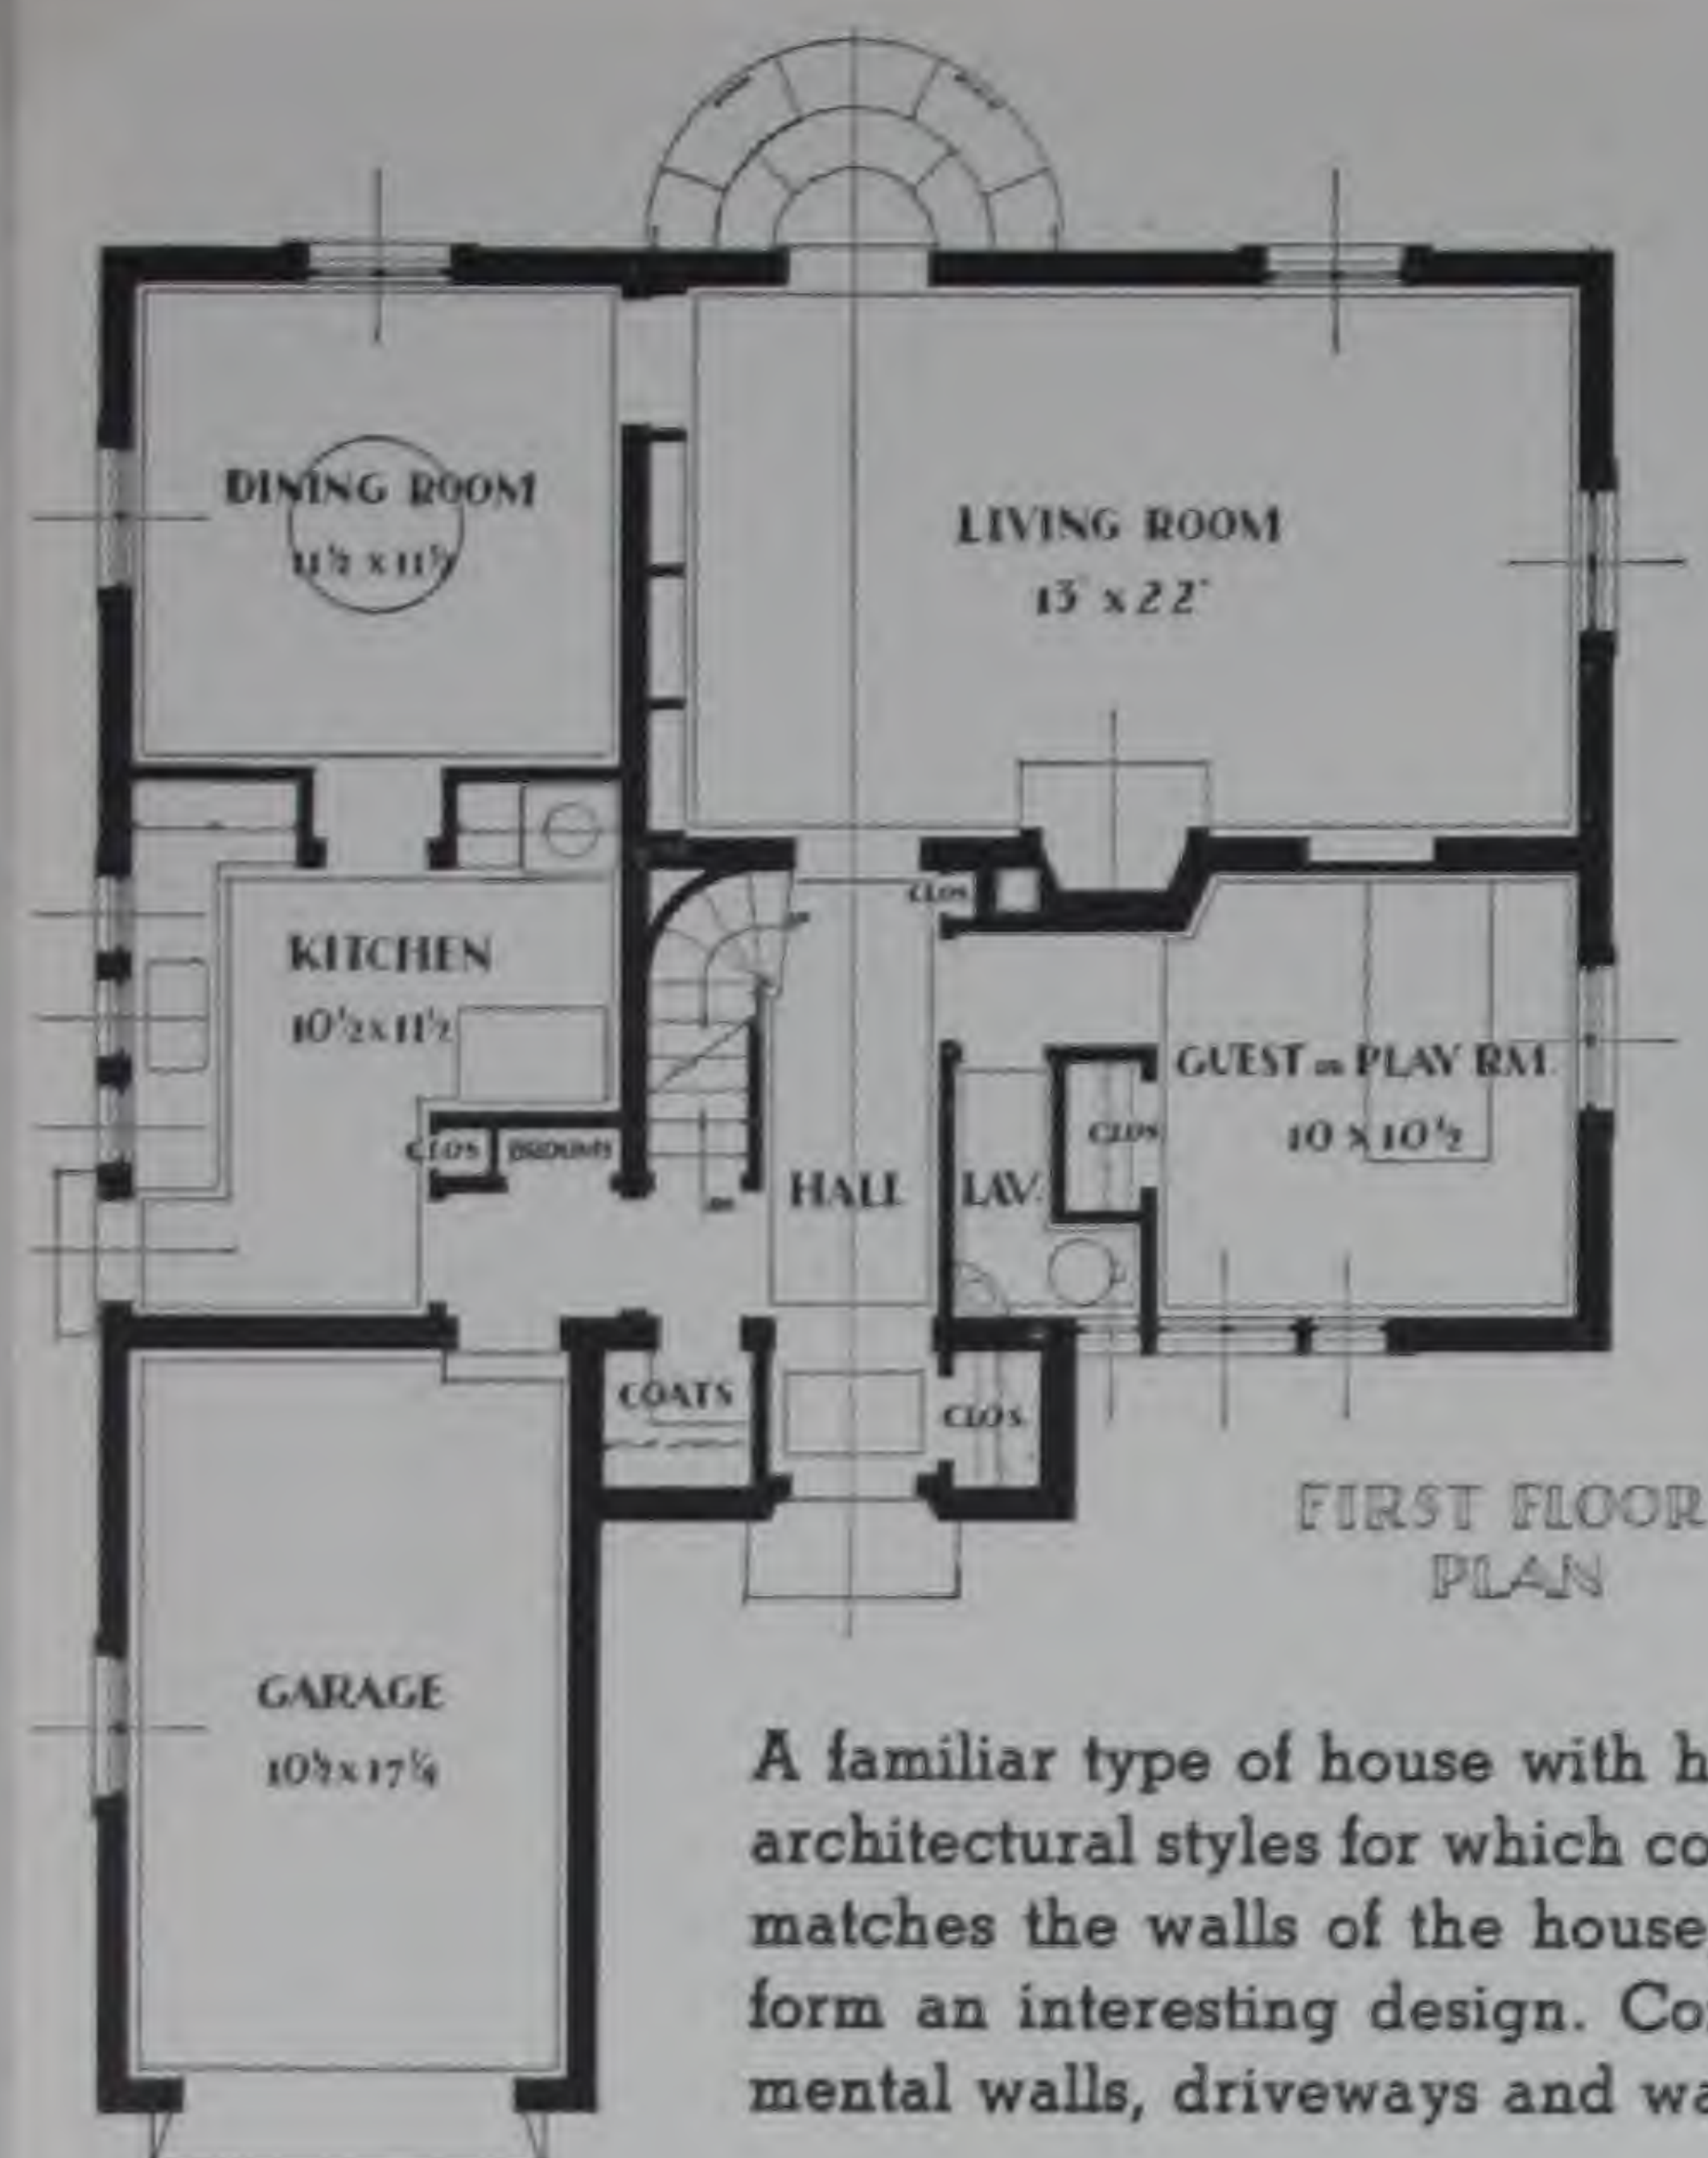 DINING ROOM
11½ x 11½
LIVING ROOM
13 x 22
KITCHEN
10½ x 11½
CLOS
CLOS
BROOMS
HALL
LAV.
CLOS
GUEST OR PLAY RM.
10 x 10½
COATS
CLOS.
FIRST FLOOR
PLAN
GARAGE
10½ x 17¼
A familiar type of house with h
architectural styles for which co
matches the walls of the house
form an interesting design. Co
mental walls, driveways and wa